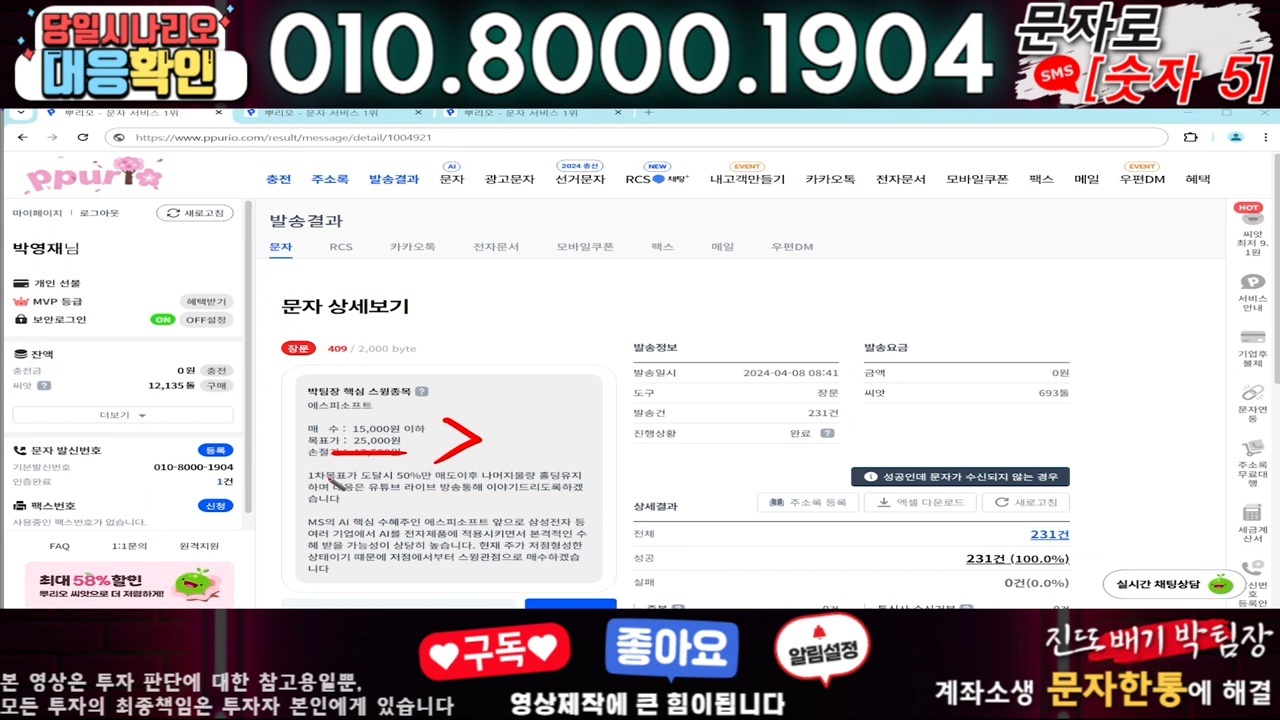 당일시나리오
대응확인
010.8000.1904
문자로
SMS
[숫자 5]
뿌리오 - 문자 서비스 1위
뿌리오 - 문자 서비스 1위
뿌리오 - 문자 서비스 1위
https://www.ppurio.com/result/message/detail/1004921
ppurio
충전
주소록
발송결과
AI
문자
광고문자
2024 총선
선거문자
NEW
RCS 채팅+
EVENT
내고객만들기
카카오톡
전자문서
모바일쿠폰
팩스
메일
EVENT
우편DM
혜택
마이페이지 | 로그아웃
새로고침
박영재님
개인 선불
MVP 등급
혜택받기
보안로그인
ON
OFF설정
잔액
충전금
0원
충전
씨앗 ?
12,135톨
구매
더보기
문자 발신번호
등록
기본발신번호
010-8000-1904
인증완료
1건
팩스번호
신청
사용중인 팩스번호가 없습니다.
FAQ
1:1문의
원격지원
최대 58%할인
뿌리오 씨앗으로 더 저렴하게!
발송결과
문자
RCS
카카오톡
전자문서
모바일쿠폰
팩스
메일
우편DM
문자 상세보기
장문
409 / 2,000 byte
박팀장 핵심 스윙종목 ?
에스피소프트
매 수 : 15,000원 이하
목표가 : 25,000원
1차목표가 도달시 50%만 매도이후 나머지물량 홀딩유지
은 유튜브 라이브 방송통해 이야기드리도록하겠
습니다
MS의 AI 핵심 수혜주인 에스피소프트 앞으로 삼성전자 등
여러 기업에서 AI를 전자제품에 적용시키면서 본격적인 수
혜 받을 가능성이 상당히 높습니다. 현재 주가 저점형성한
상태이기 때문에 저점에서부터 스윙관점으로 매수하겠습
니다
발송정보
발송일시
2024-04-08 08:41
도구
장문
발송건
231건
진행상황
완료 ?
발송요금
금액
0원
씨앗
693톨
성공인데 문자가 수신되지 않는 경우
상세결과
주소록 등록
엑셀 다운로드
새로고침
전체
231건
성공
231건 (100.0%)
실패
0건(0.0%)
HOT
씨앗
최저 9.
1원
서비스
안내
기업후
불제
문자연
동
주소록
무료대
행
세금계
산서
실시간 채팅상담
구독
좋아요
알림설정
영상제작에 큰 힘이됩니다
본 영상은 투자 판단에 대한 참고용일뿐,
모든 투자의 최종책임은 투자자 본인에게 있습니다
진또배기 박팀장
계좌소생 문자한통에 해결